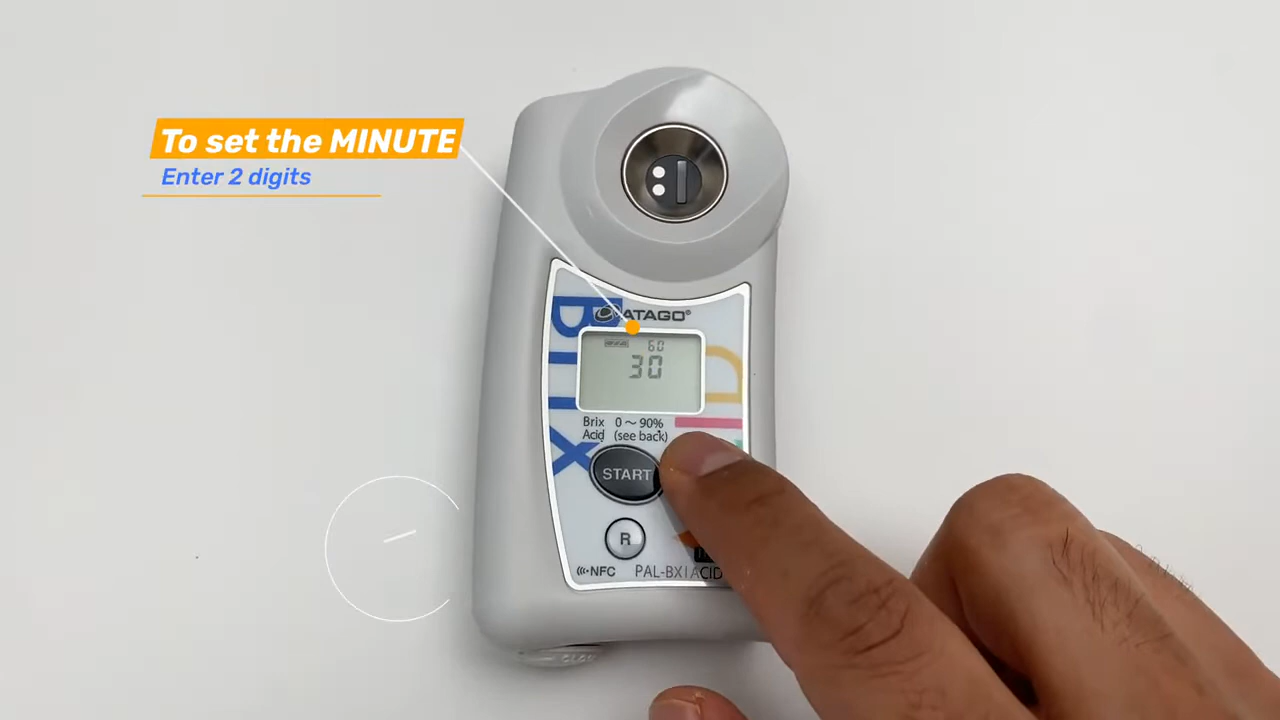 To set the MINUTE
Enter 2 digits
BRIX
ATAGO®
60
30
Brix 0～90%
Acid (see back)
START
R
NFC
PAL-BX|ACID